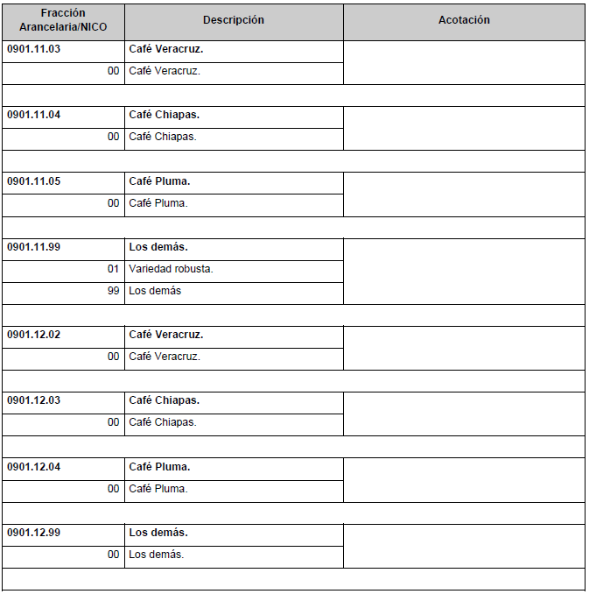 Fracción Arancelaria/NICO Descripción Acotación
0901.11.03 Café Veracruz.
00 Café Veracruz.
0901.11.04 Café Chiapas.
00 Café Chiapas.
0901.11.05 Café Pluma.
00 Café Pluma.
0901.11.99 Los demás.
01 Variedad robusta.
99 Los demás
0901.12.02 Café Veracruz.
00 Café Veracruz.
0901.12.03 Café Chiapas.
00 Café Chiapas.
0901.12.04 Café Pluma.
00 Café Pluma.
0901.12.99 Los demás.
00 Los demás.